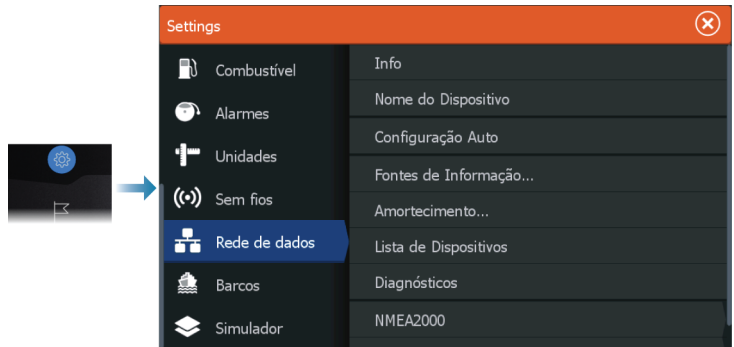 Settings
Combustível
Alarmes
Unidades
Sem fios
Rede de dados
Barcos
Simulador
Info
Nome do Dispositivo
Configuração Auto
Fontes de Informação...
Amortecimento...
Lista de Dispositivos
Diagnósticos
NMEA2000